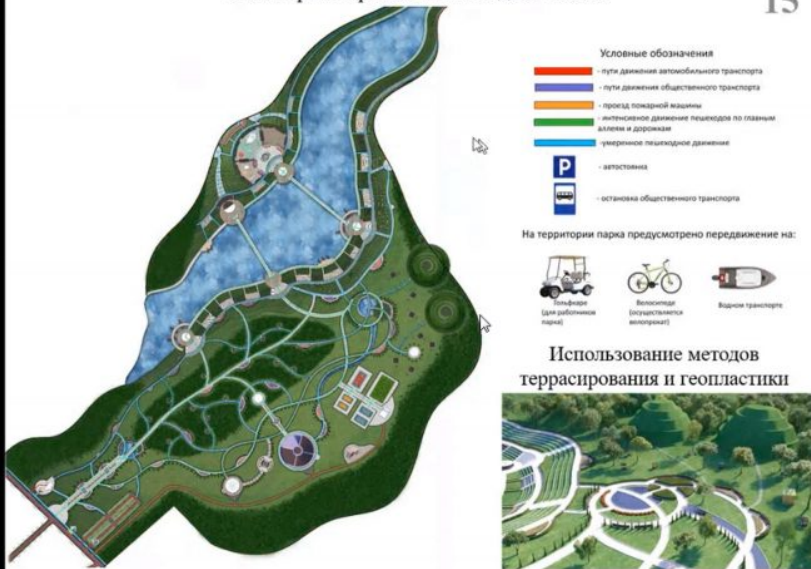 15
Условные обозначения
- пути движения автомобильного транспорта
- пути движения общественного транспорта
- проезд пожарной машины
- интенсивное движение пешеходов по главным
аллеям и дорожкам
-умеренное пешеходное движение
P
- автостоянка
- остановка общественного транспорта
На территории парка предусмотрено передвижение на:
Гольфкаре
(для работников
парка)
Велосипеде
(осуществляется
велопрокат)
Водном транспорте
Использование методов
террасирования и геопластики